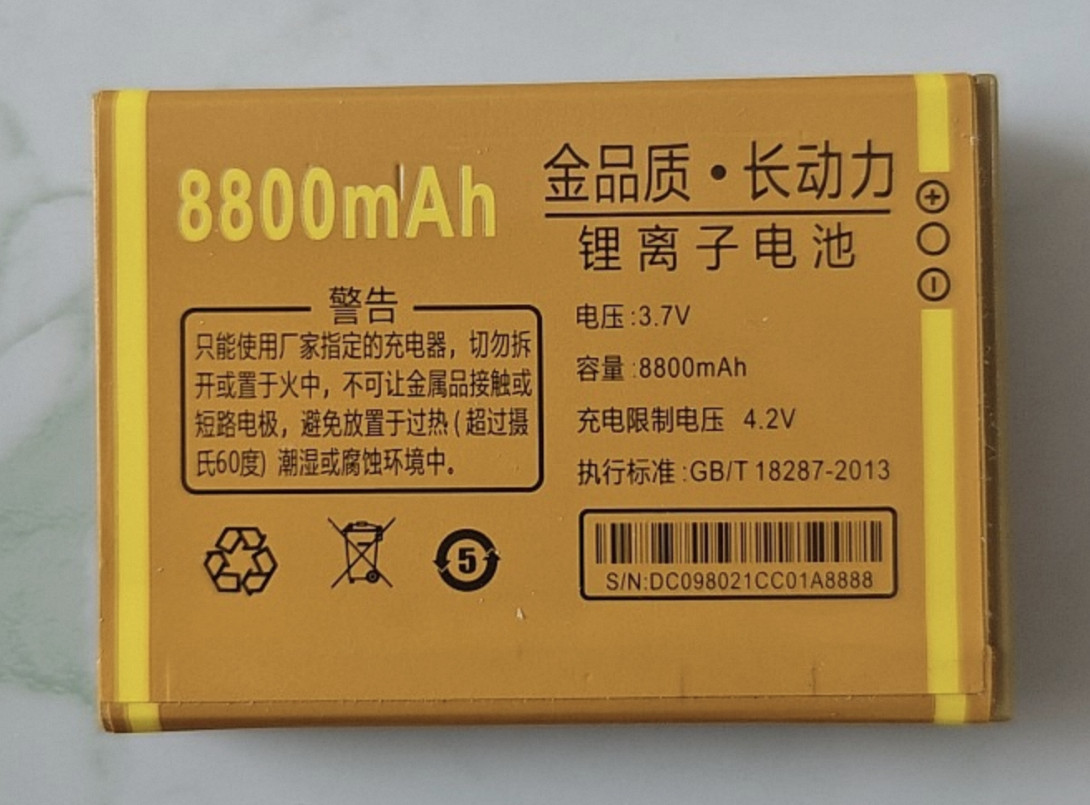 8800mAh
金品质·长动力
锂离子电池
警告
只能使用厂家指定的充电器，切勿拆
开或置于火中，不可让金属品接触或
短路电极，避免放置于过热（超过摄
氏60度）潮湿或腐蚀环境中。
电压:3.7V
容量:8800mAh
充电限制电压 4.2V
执行标准:GB/T 18287-2013
5
S/N:DC098021CC01A8888